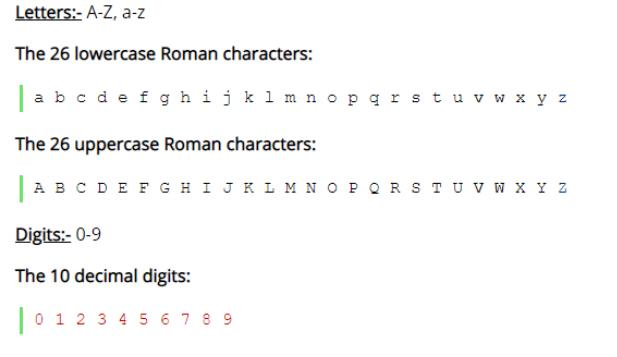 Letters:- A-Z, a-z
The 26 lowercase Roman characters:
a b c d e f g h i j k l m n o p q r s t u v w x y z
The 26 uppercase Roman characters:
A B C D E F G H I J K L M N O P Q R S T U V W X Y Z
Digits:- 0-9
The 10 decimal digits:
0 1 2 3 4 5 6 7 8 9